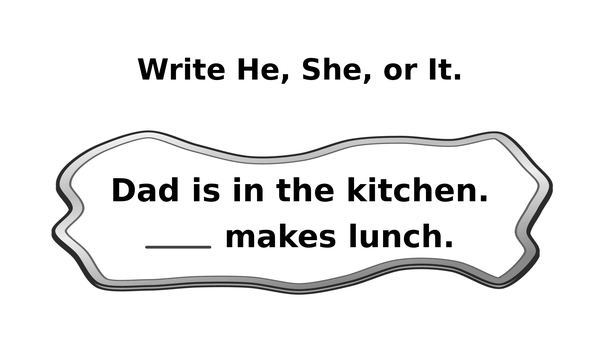 Write He, She, or It.
Dad is in the kitchen.
____ makes lunch.